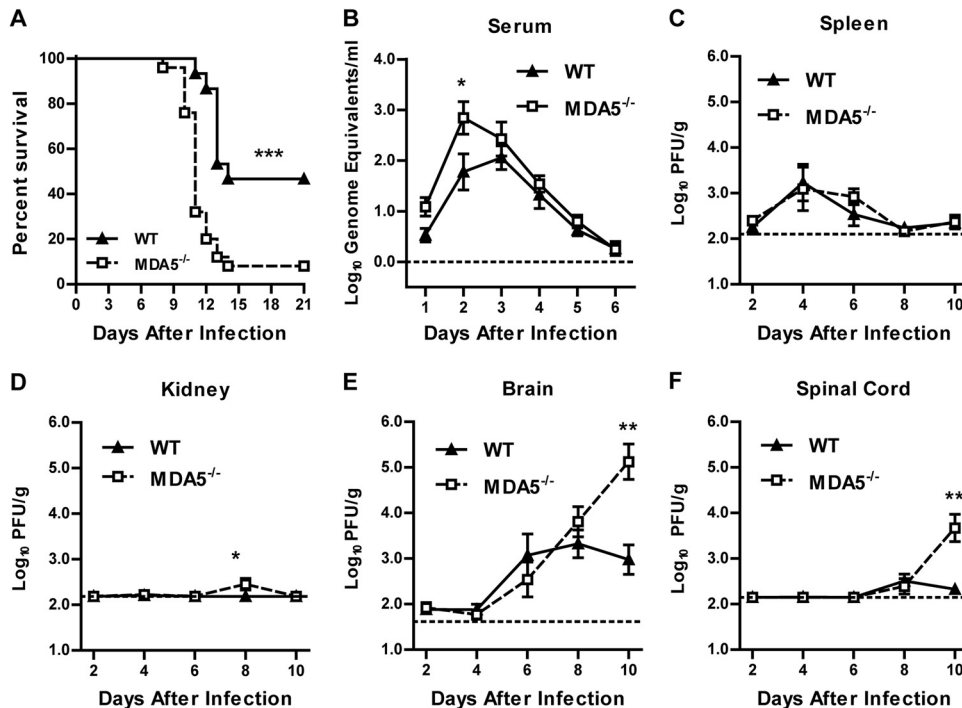 A
Percent survival
100
80
60
40
20
0
***
WT
MDA5-/-
0 3 6 9 12 15 18 21
Days After Infection
B
Serum
Log10 Genome Equivalents/ml
4.0
3.0
2.0
1.0
0.0
*
WT
MDA5-/-
1 2 3 4 5 6
Days After Infection
C
Spleen
Log10 PFU/g
6.0
5.0
4.0
3.0
2.0
1.0
WT
MDA5-/-
2 4 6 8 10
Days After Infection
D
Kidney
Log10 PFU/g
6.0
5.0
4.0
3.0
2.0
1.0
WT
MDA5-/-
*
2 4 6 8 10
Days After Infection
E
Brain
Log10 PFU/g
6.0
5.0
4.0
3.0
2.0
1.0
WT
MDA5-/-
**
2 4 6 8 10
Days After Infection
F
Spinal Cord
Log10 PFU/g
6.0
5.0
4.0
3.0
2.0
1.0
WT
MDA5-/-
**
2 4 6 8 10
Days After Infection